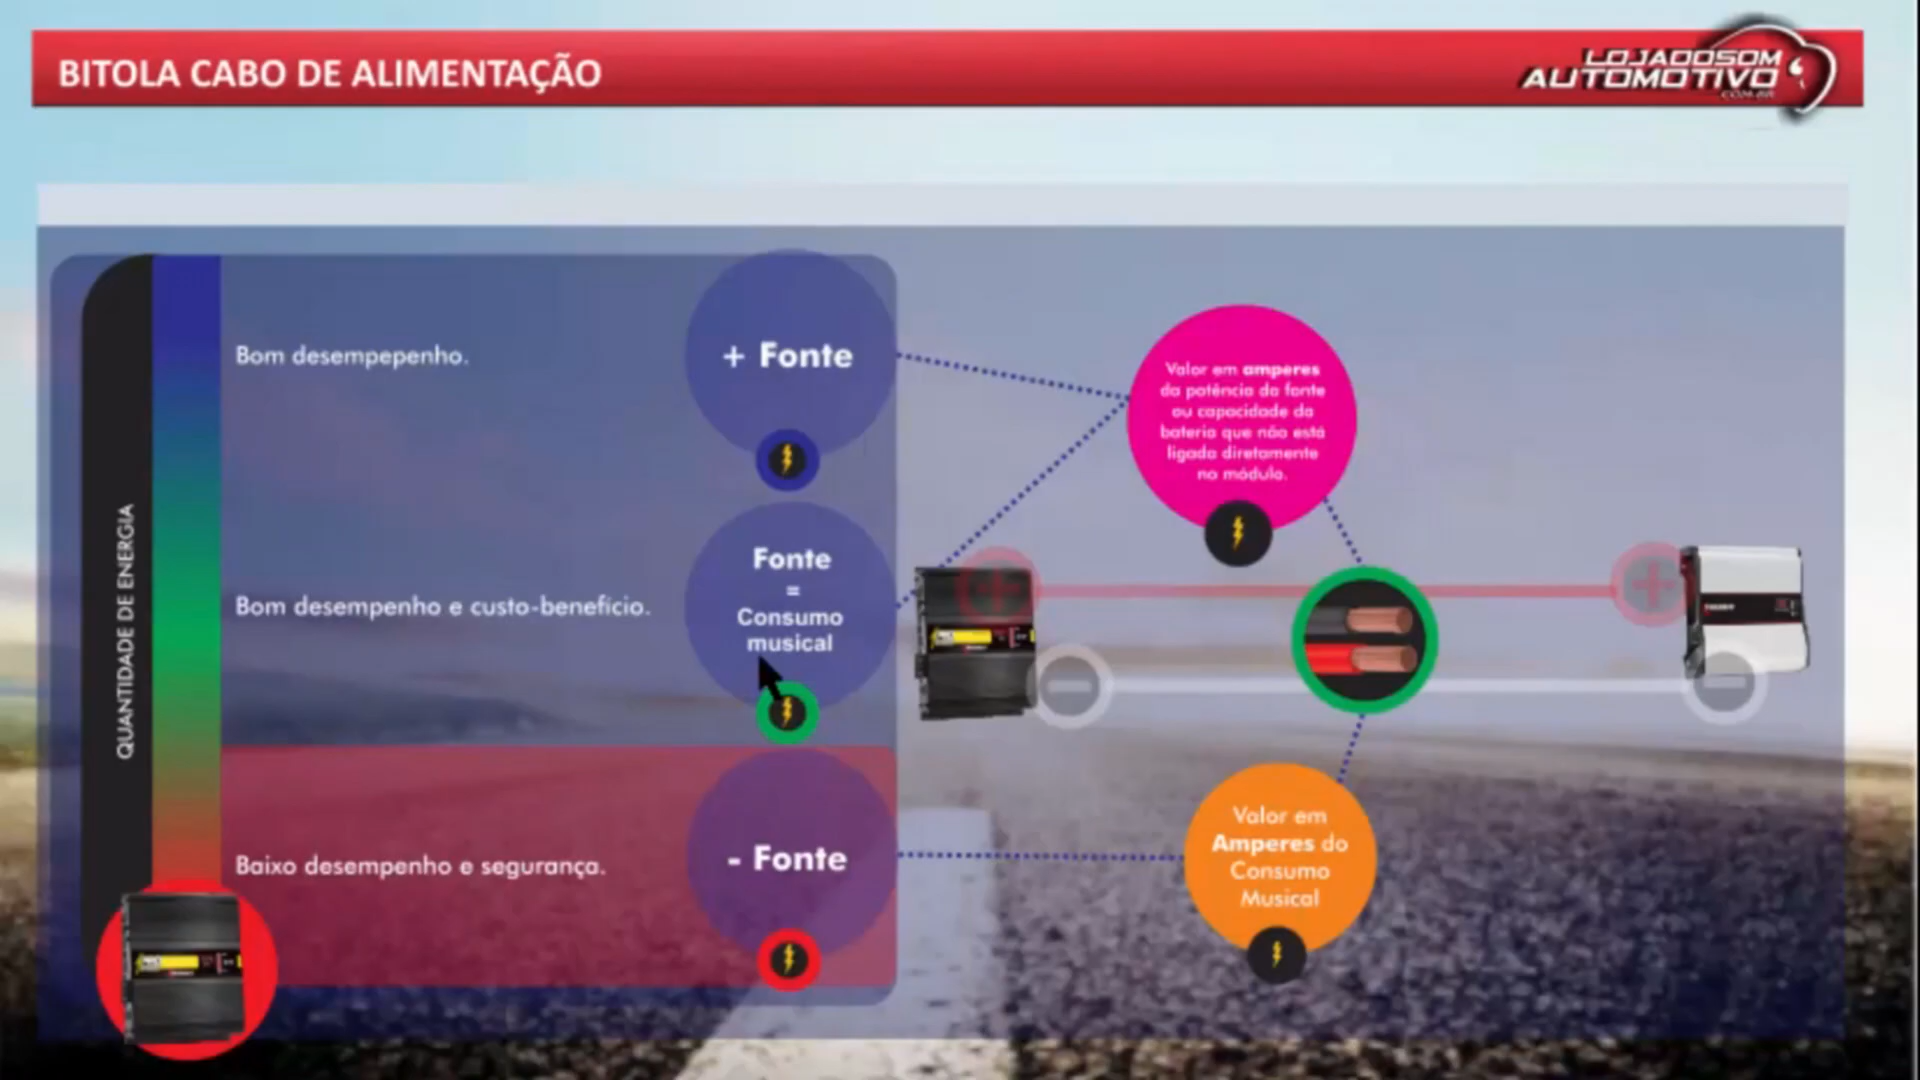 BITOLA CABO DE ALIMENTAÇÃO
LOJADOSOM
AUTOMOTIVO
.COM.BR
QUANTIDADE DE ENERGIA
Bom desempepenho.
+ Fonte
Bom desempenho e custo-benefício.
Fonte
=
Consumo
musical
Baixo desempenho e segurança.
- Fonte
Valor em amperes
da potência da fonte
ou capacidade da
bateria que não está
ligada diretamente
no módulo.
Valor em
Amperes do
Consumo
Musical